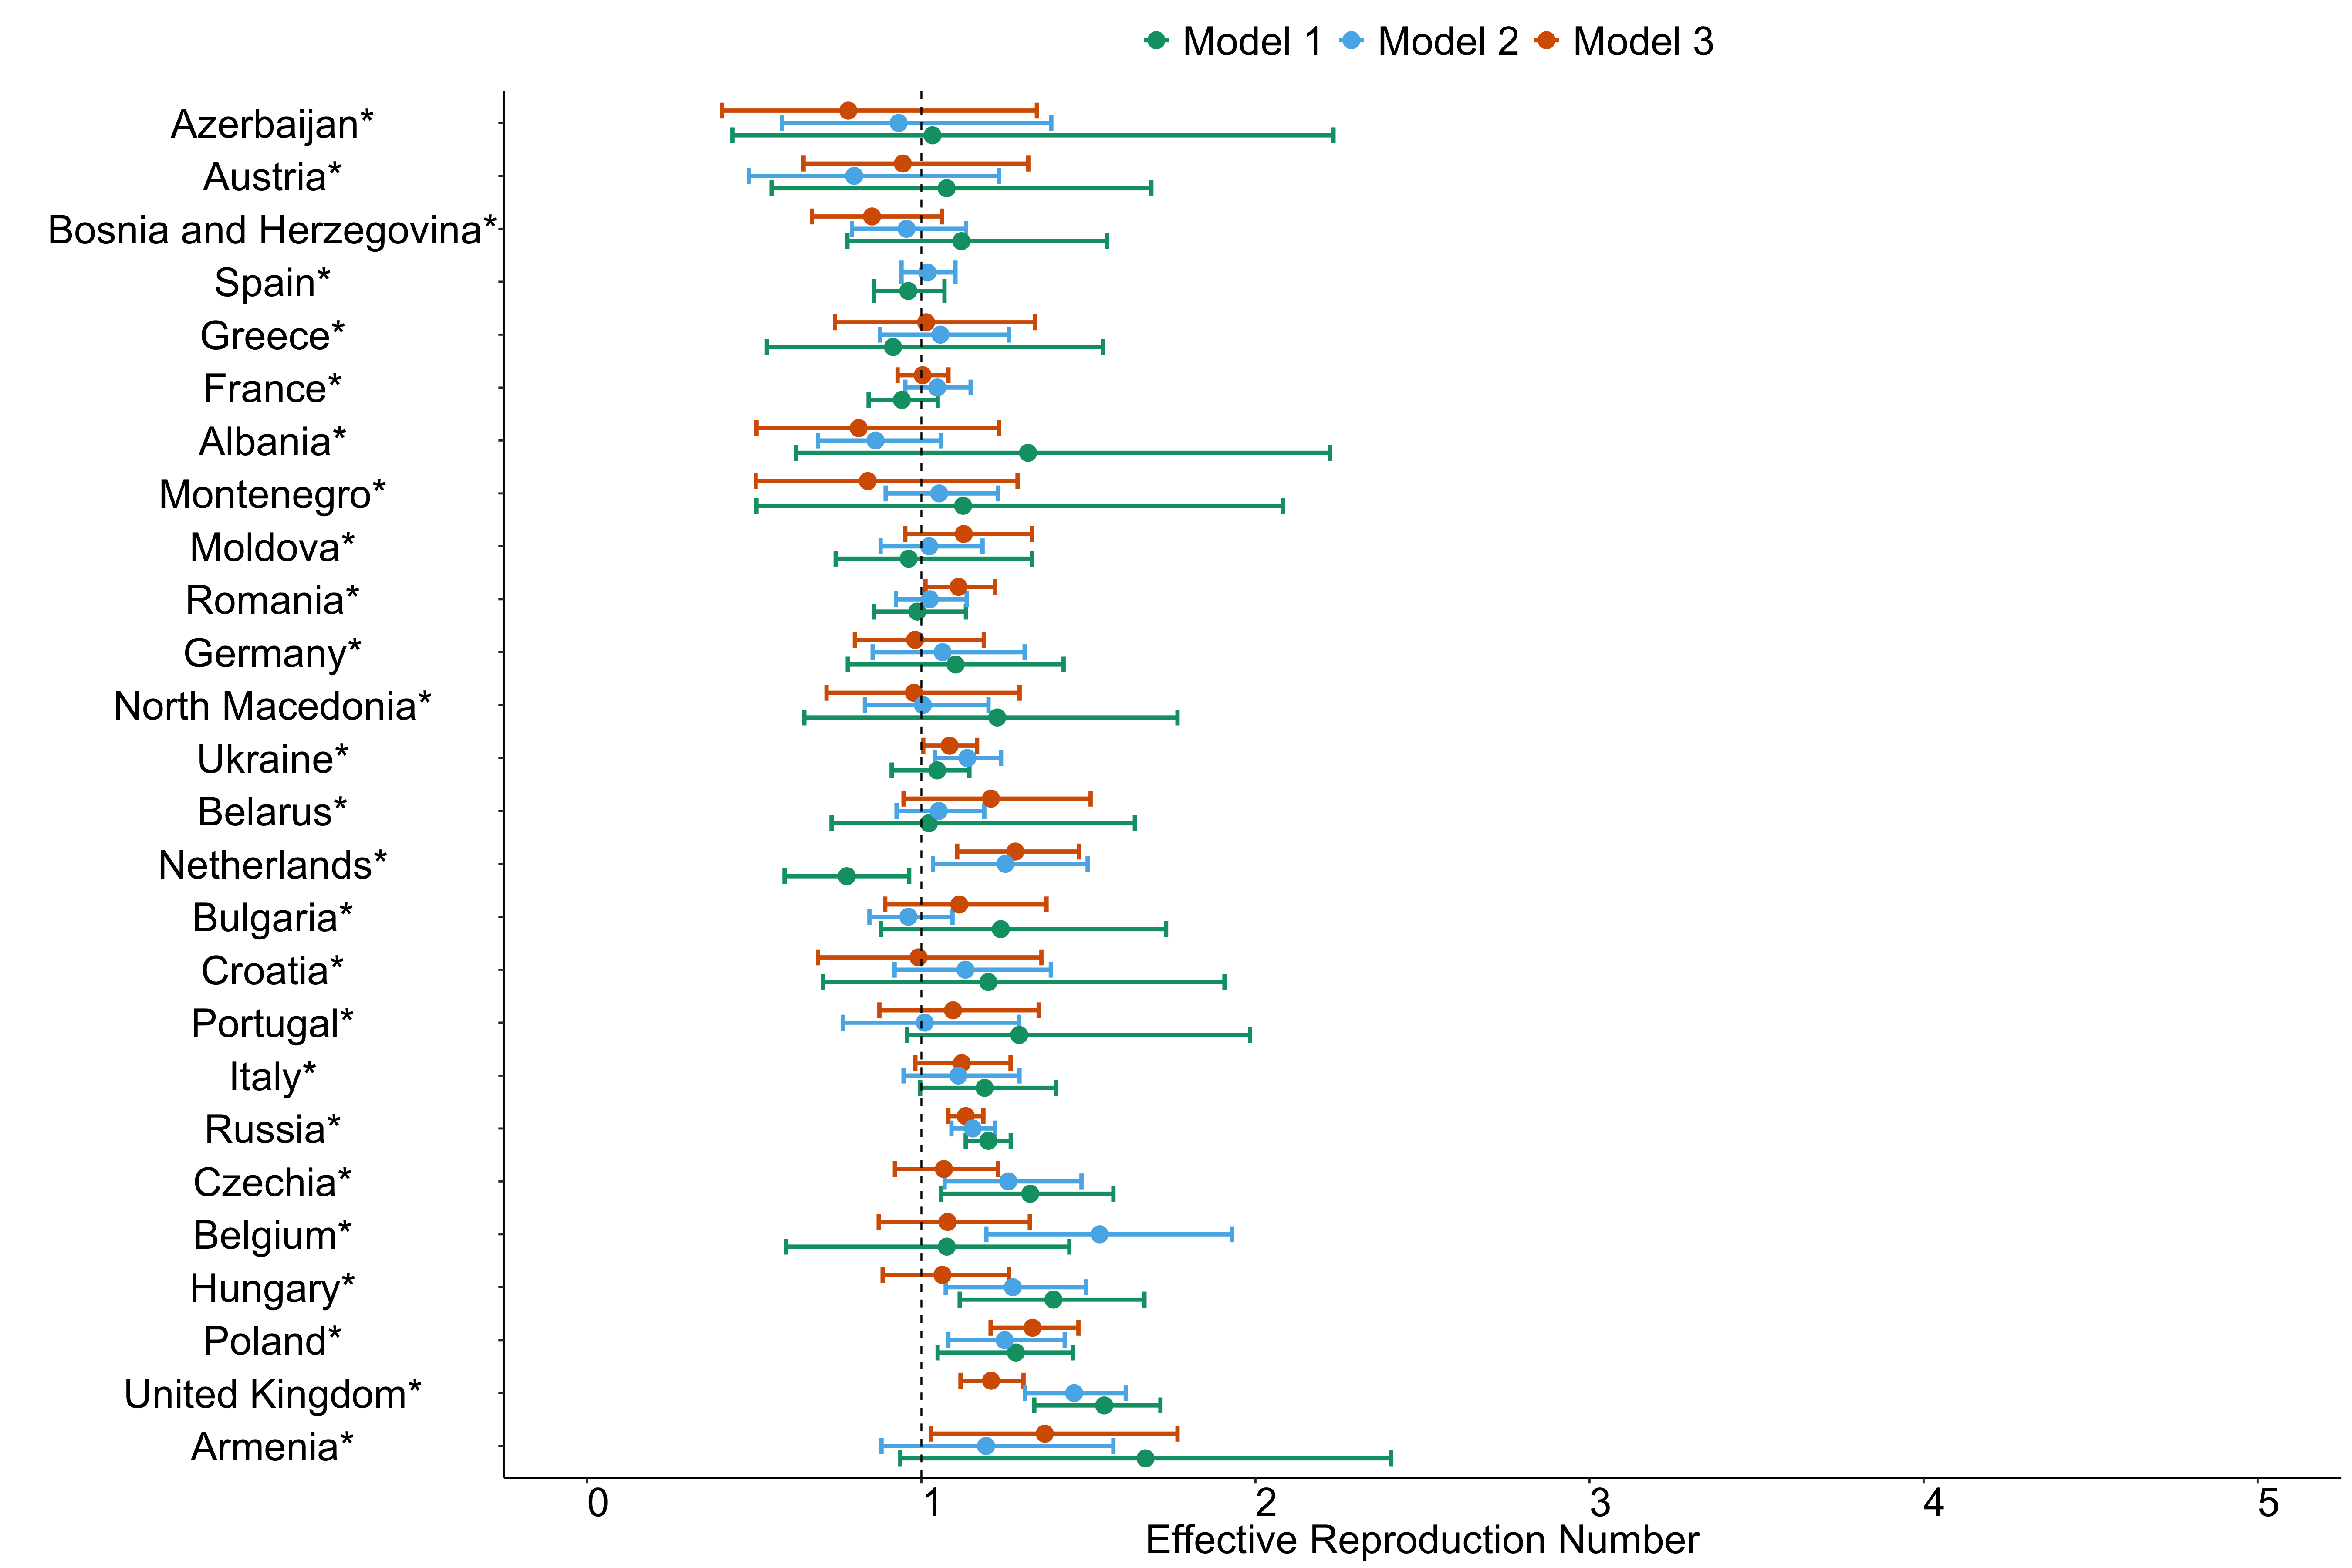 Model 1 Model 2 Model 3
Azerbaijan*
Austria*
Bosnia and Herzegovina*
Spain*
Greece*
France*
Albania*
Montenegro*
Moldova*
Romania*
Germany*
North Macedonia*
Ukraine*
Belarus*
Netherlands*
Bulgaria*
Croatia*
Portugal*
Italy*
Russia*
Czechia*
Belgium*
Hungary*
Poland*
United Kingdom*
Armenia*
0 1 2 3 4 5
Effective Reproduction Number